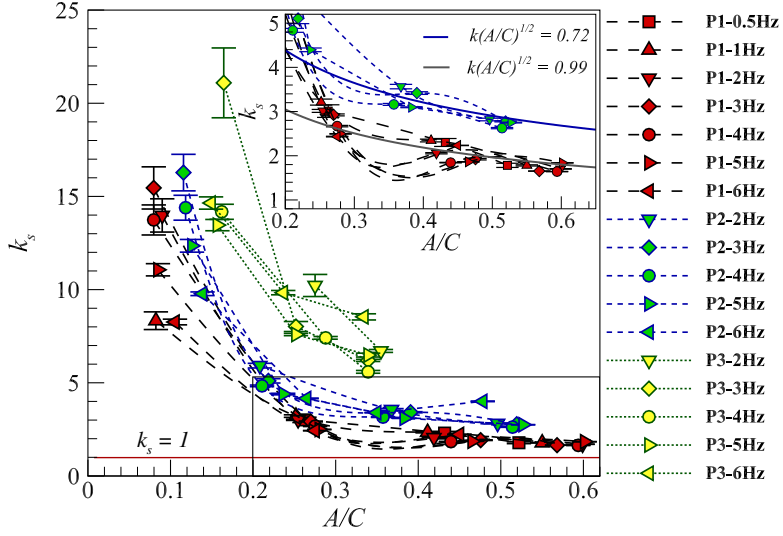 25
20
15
10
5
0
k_s
0
0.1
0.2
0.3
0.4
0.5
0.6
A/C
k_s = 1
5
4
3
2
1
k_s
0.2
0.3
0.4
0.5
0.6
A/C
k(A/C)^{1/2} = 0.72
k(A/C)^{1/2} = 0.99
P1-0.5Hz
P1-1Hz
P1-2Hz
P1-3Hz
P1-4Hz
P1-5Hz
P1-6Hz
P2-2Hz
P2-3Hz
P2-4Hz
P2-5Hz
P2-6Hz
P3-2Hz
P3-3Hz
P3-4Hz
P3-5Hz
P3-6Hz